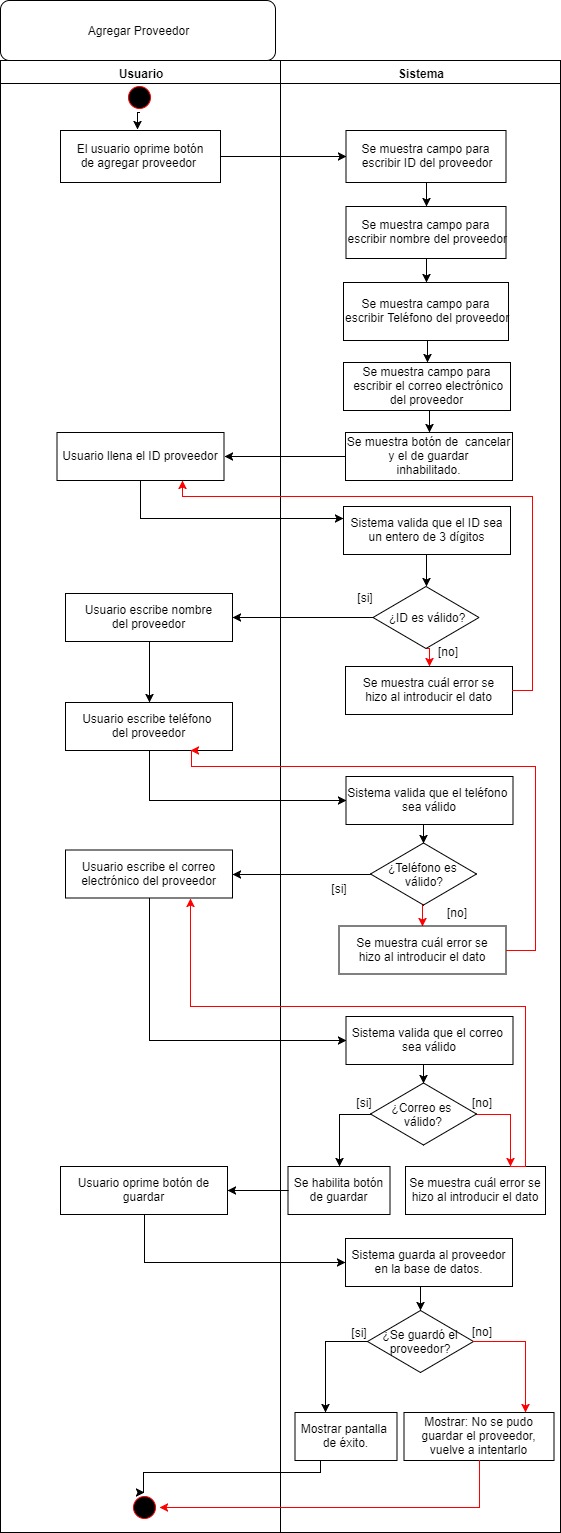 Agregar Proveedor
Usuario
Sistema
El usuario oprime botón
de agregar proveedor
Se muestra campo para
escribir ID del proveedor
Se muestra campo para
escribir nombre del proveedor
Se muestra campo para
escribir Teléfono del proveedor
Se muestra campo para
escribir el correo electrónico
del proveedor
Se muestra botón de cancelar
y el de guardar
inhabilitado.
Usuario llena el ID proveedor
Sistema valida que el ID sea
un entero de 3 dígitos
¿ID es válido?
[si]
[no]
Usuario escribe nombre
del proveedor
Se muestra cuál error se
hizo al introducir el dato
Usuario escribe teléfono
del proveedor
Sistema valida que el teléfono
sea válido
¿Teléfono es
válido?
[si]
[no]
Usuario escribe el correo
electrónico del proveedor
Se muestra cuál error se
hizo al introducir el dato
Sistema valida que el correo
sea válido
¿Correo es
válido?
[si]
[no]
Usuario oprime botón de
guardar
Se habilita botón
de guardar
Se muestra cuál error se
hizo al introducir el dato
Sistema guarda al proveedor
en la base de datos.
¿Se guardó el
proveedor?
[si]
[no]
Mostrar pantalla
de éxito.
Mostrar: No se pudo
guardar el proveedor,
vuelve a intentarlo